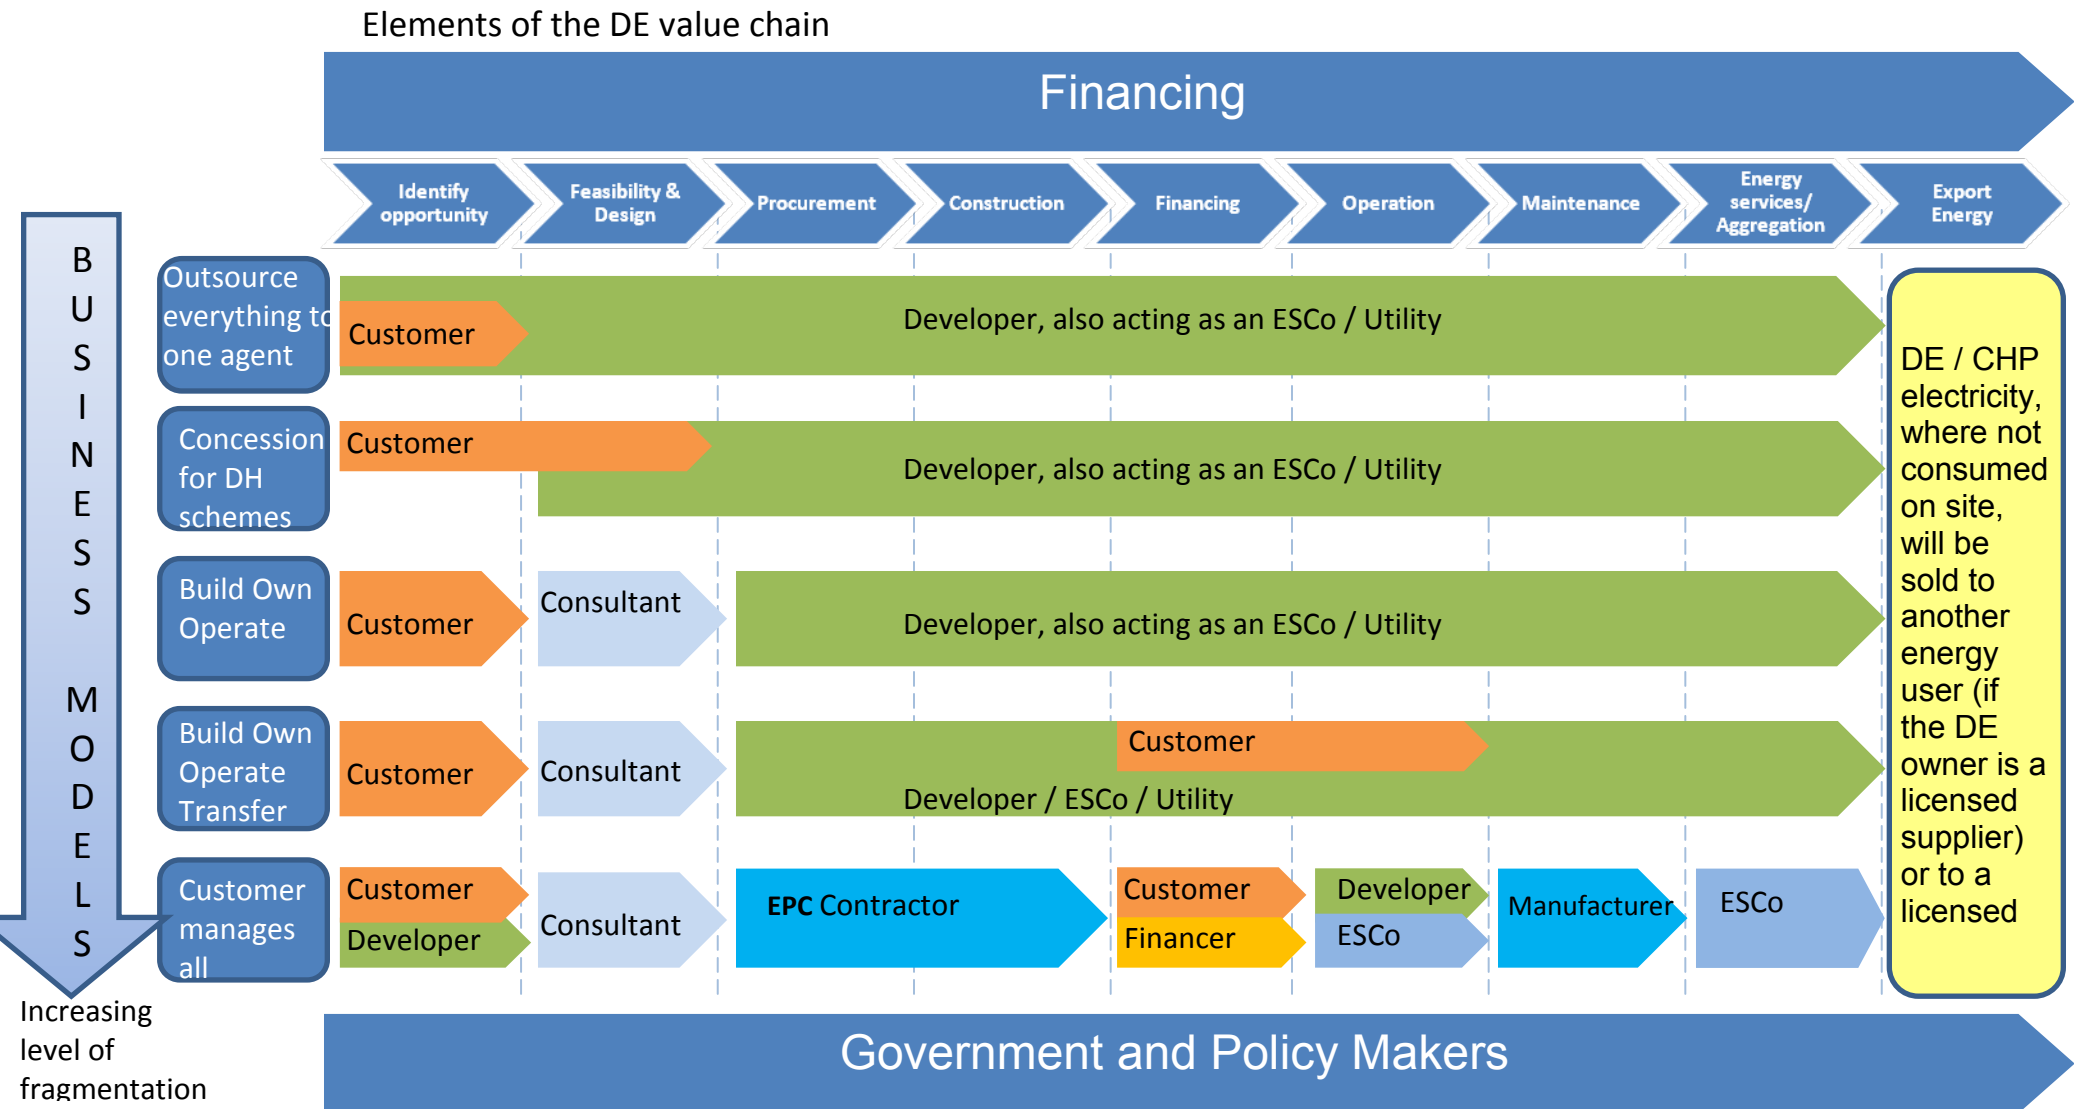 Elements of the DE value chain
Financing
Identify
opportunity
Feasibility &
Design
Procurement
Construction
Financing
Operation
Maintenance
Energy
services/
Aggregation
Export
Energy
B
U
S
I
N
E
S
S
M
O
D
E
L
S
Increasing
level of
fragmentation
Outsource
everything to
one agent
Customer
Developer, also acting as an ESCo / Utility
Concession
for DH
schemes
Customer
Developer, also acting as an ESCo / Utility
Build Own
Operate
Customer
Consultant
Developer, also acting as an ESCo / Utility
Build Own
Operate
Transfer
Customer
Consultant
Customer
Developer / ESCo / Utility
Customer
manages
all
Customer
Developer
Consultant
EPC Contractor
Customer
Financer
Developer
ESCo
Manufacturer
ESCo
DE / CHP
electricity,
where not
consumed
on site,
will be
sold to
another
energy
user (if
the DE
owner is a
licensed
supplier)
or to a
licensed
Government and Policy Makers